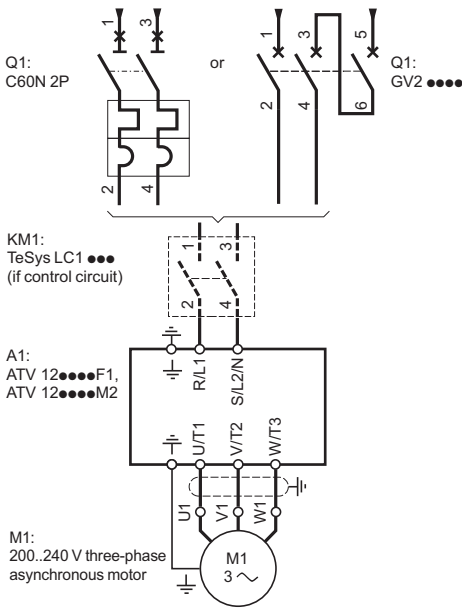 1
3
Q1:
C60N 2P
2
4
or
1
3
5
Q1:
GV2 ●●●●
2
4
6
KM1:
TeSys LC1 ●●●
(if control circuit)
1
3
2
4
A1:
ATV 12●●●●F1,
ATV 12●●●●M2
R/L1
S/L2/N
U/T1
V/T2
W/T3
U1
V1
W1
M1:
200..240 V three-phase
asynchronous motor
M1
3 ~